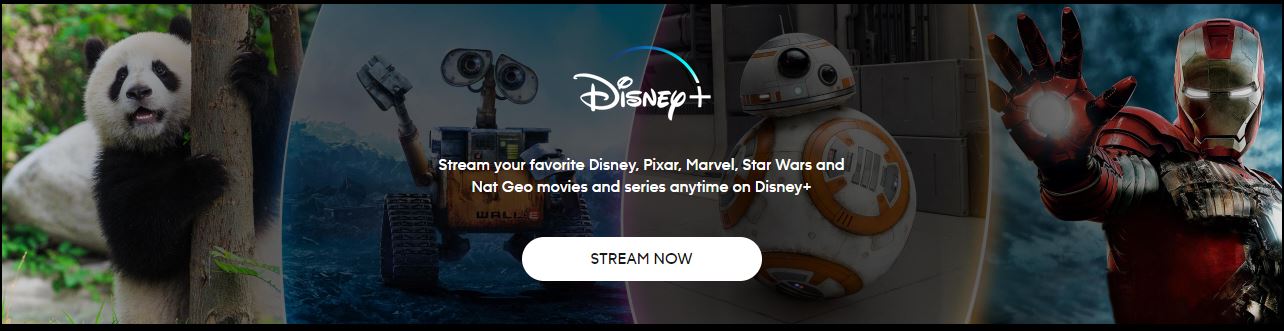 Disney+
Stream your favorite Disney, Pixar, Marvel, Star Wars and
Nat Geo movies and series anytime on Disney+
WALL·E
STREAM NOW